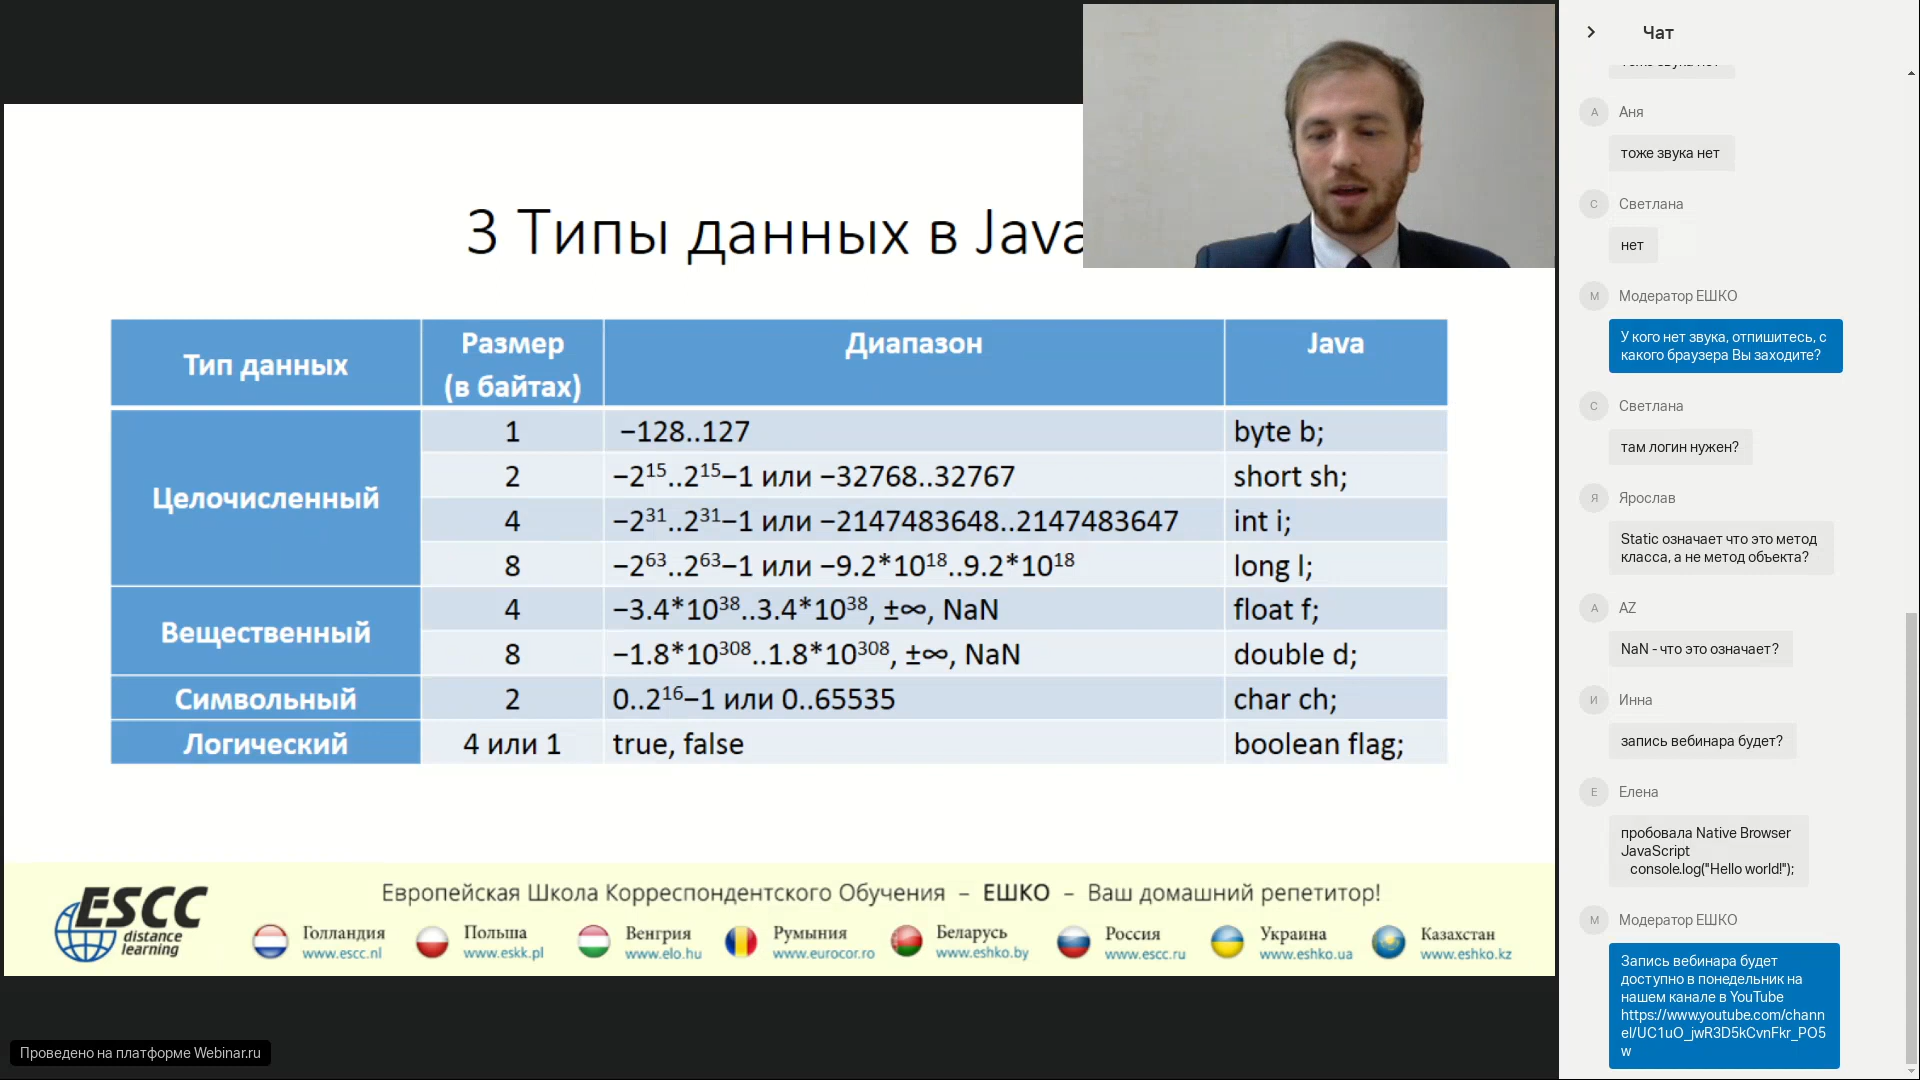 3 Типы данных в Java
Тип данных
Размер
(в байтах)
Диапазон
Java
Целочисленный
1
−128..127
byte b;
2
−2¹⁵..2¹⁵−1 или −32768..32767
short sh;
4
−2³¹..2³¹−1 или −2147483648..2147483647
int i;
8
−2⁶³..2⁶³−1 или −9.2*10¹⁸..9.2*10¹⁸
long l;
Вещественный
4
−3.4*10³⁸..3.4*10³⁸, ±∞, NaN
float f;
8
−1.8*10³⁰⁸..1.8*10³⁰⁸, ±∞, NaN
double d;
Символьный
2
0..2¹⁶−1 или 0..65535
char ch;
Логический
4 или 1
true, false
boolean flag;
ESCC
distance
learning
Европейская Школа Корреспондентского Обучения – ЕШКО – Ваш домашний репетитор!
Голландия
www.escc.nl
Польша
www.eskk.pl
Венгрия
www.elo.hu
Румыния
www.eurocor.ro
Беларусь
www.eshko.by
Россия
www.escc.ru
Украина
www.eshko.ua
Казахстан
www.eshko.kz
Проведено на платформе Webinar.ru
Чат
тоже звука нет
А
Аня
тоже звука нет
С
Светлана
нет
М
Модератор ЕШКО
У кого нет звука, отпишитесь, с
какого браузера Вы заходите?
С
Светлана
там логин нужен?
Я
Ярослав
Static означает что это метод
класса, а не метод объекта?
A
AZ
NaN - что это означает?
И
Инна
запись вебинара будет?
Е
Елена
пробовала Native Browser
JavaScript
console.log("Hello world!");
М
Модератор ЕШКО
Запись вебинара будет
доступно в понедельник на
нашем канале в YouTube
https://www.youtube.com/chann
el/UC1uO_jwR3D5kCvnFkr_PO5
w